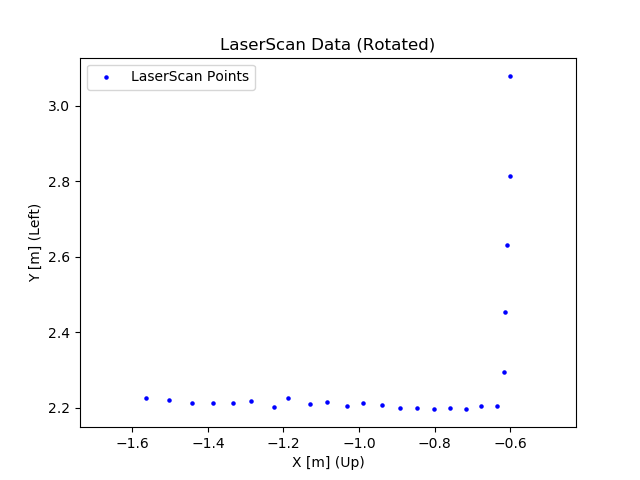 LaserScan Data (Rotated)
LaserScan Points
3.0
2.8
2.6
2.4
2.2
Y [m] (Left)
−1.6 −1.4 −1.2 −1.0 −0.8 −0.6
X [m] (Up)